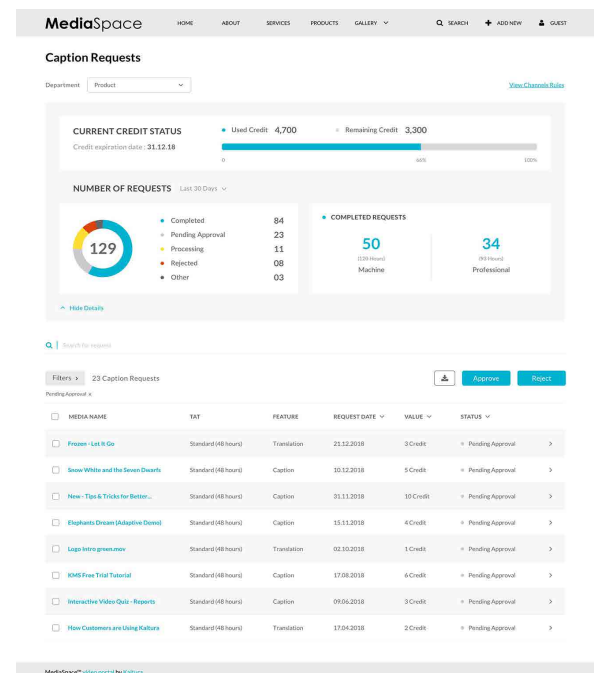 MediaSpace HOME ABOUT SERVICES PRODUCTS GALLERY SEARCH ADD NEW GUEST
Caption Requests
Department Product View Channels Rules
CURRENT CREDIT STATUS Used Credit 4,700 Remaining Credit 3,300
Credit expiration date : 31.12.18
0 66% 100%
NUMBER OF REQUESTS Last 30 Days
129
Completed 84
Pending Approval 23
Processing 11
Rejected 08
Other 03
COMPLETED REQUESTS
50 34
(120 Hours) (90 Hours)
Machine Professional
Hide Details
Search for request
Filters > 23 Caption Requests Approve Reject
Pending Approval x
MEDIA NAME TAT FEATURE REQUEST DATE VALUE STATUS
Frozen - Let It Go Standard (48 hours) Translation 21.12.2018 3 Credit Pending Approval >
Snow White and the Seven Dwarfs Standard (48 hours) Caption 10.12.2018 5 Credit Pending Approval >
New - Tips & Tricks for Better... Standard (48 hours) Caption 31.11.2018 10 Credit Pending Approval >
Elephants Dream [Adaptive Demo] Standard (48 hours) Caption 15.11.2018 4 Credit Pending Approval >
Logo Intro green.mov Standard (48 hours) Translation 02.10.2018 1 Credit Pending Approval >
KMS Free Trial Tutorial Standard (48 hours) Caption 17.08.2018 6 Credit Pending Approval >
Interactive Video Quiz - Reports Standard (48 hours) Caption 09.06.2018 3 Credit Pending Approval >
How Customers are Using Kaltura Standard (48 hours) Translation 17.04.2018 2 Credit Pending Approval >
MediaSpace™ video portal by Kaltura